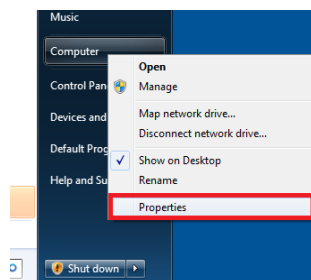 Music
Computer
Open
Control Pan
Manage
Devices and
Map network drive...
Disconnect network drive...
Default Prog
Show on Desktop
Help and Su
Rename
Properties
Shut down